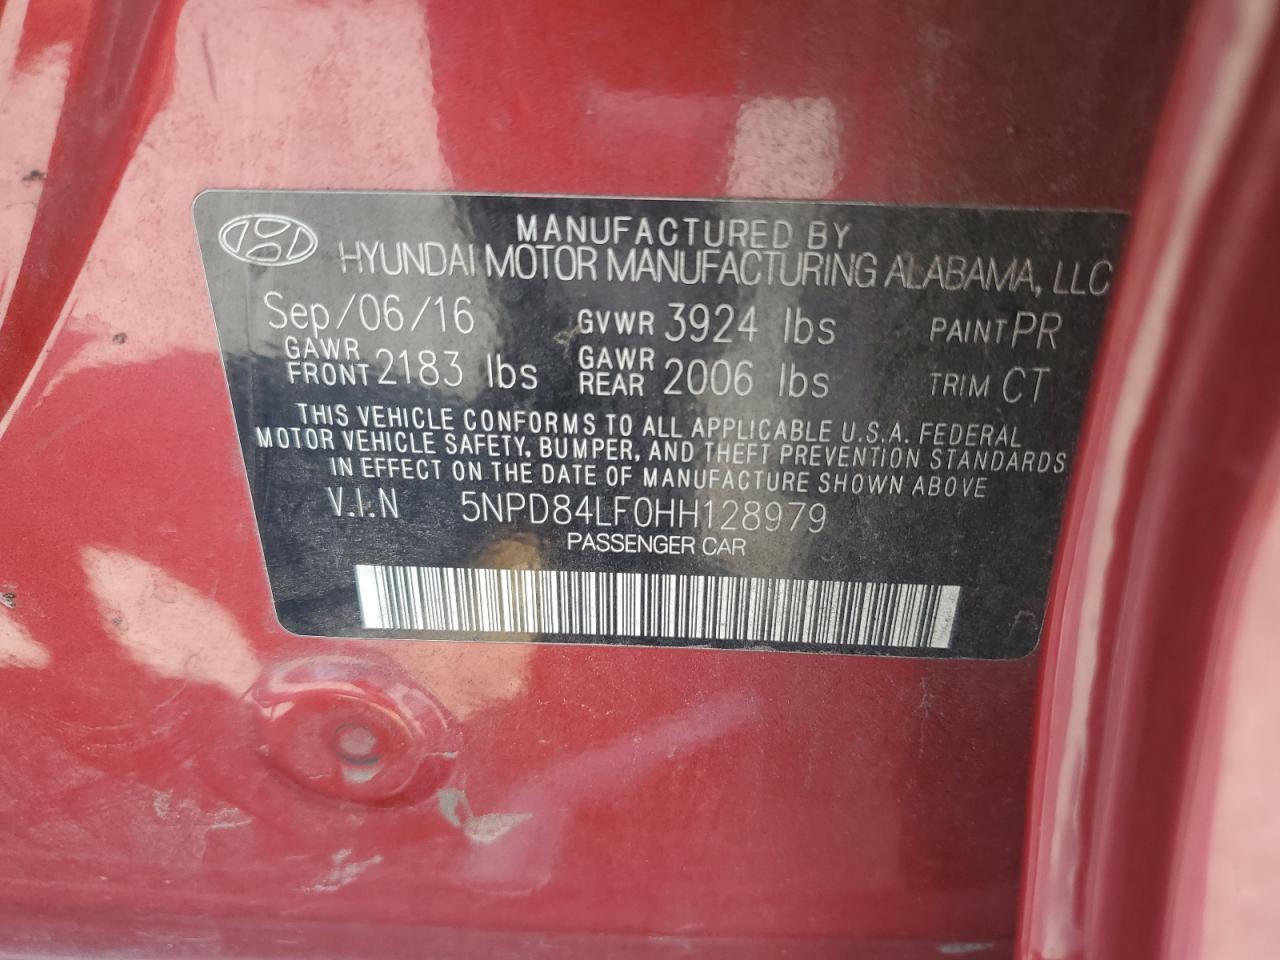 MANUFACTURED BY
HYUNDAI MOTOR MANUFACTURING ALABAMA, LLC
Sep/06/16 GVWR 3924 lbs PAINT PR
GAWR FRONT 2183 lbs GAWR REAR 2006 lbs TRIM CT
THIS VEHICLE CONFORMS TO ALL APPLICABLE U.S.A. FEDERAL
MOTOR VEHICLE SAFETY, BUMPER, AND THEFT PREVENTION STANDARDS
IN EFFECT ON THE DATE OF MANUFACTURE SHOWN ABOVE
V.I.N 5NPD84LF0HH128979
PASSENGER CAR